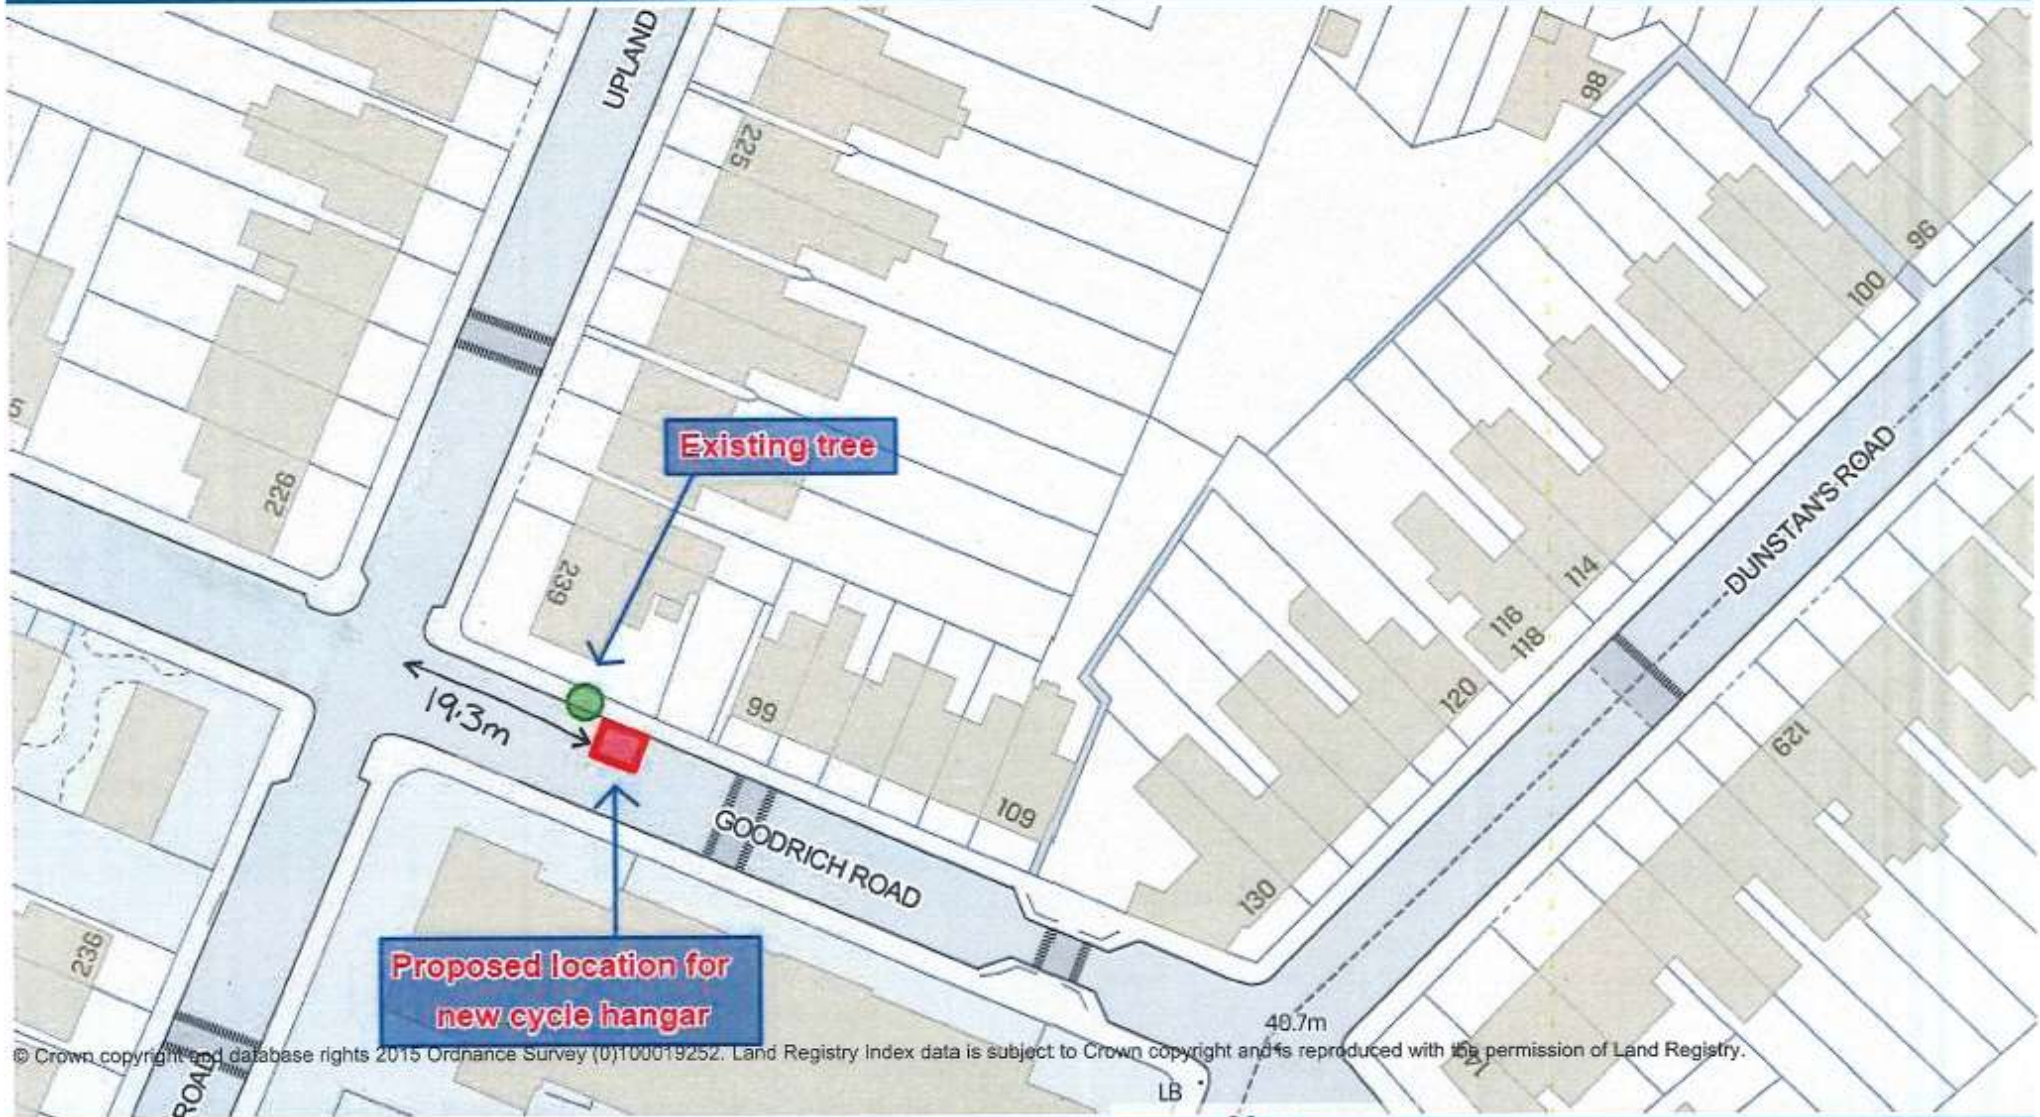 UPLAND
98
225
96
100
Existing tree
DUNSTAN'S ROAD
226
239
114
116
118
120
99
19.3m
129
109
GOODRICH ROAD
130
236
Proposed location for
new cycle hangar
40.7m
© Crown copyright and database rights 2015 Ordnance Survey (0)100019252. Land Registry Index data is subject to Crown copyright and is reproduced with the permission of Land Registry.
ROAD
LB